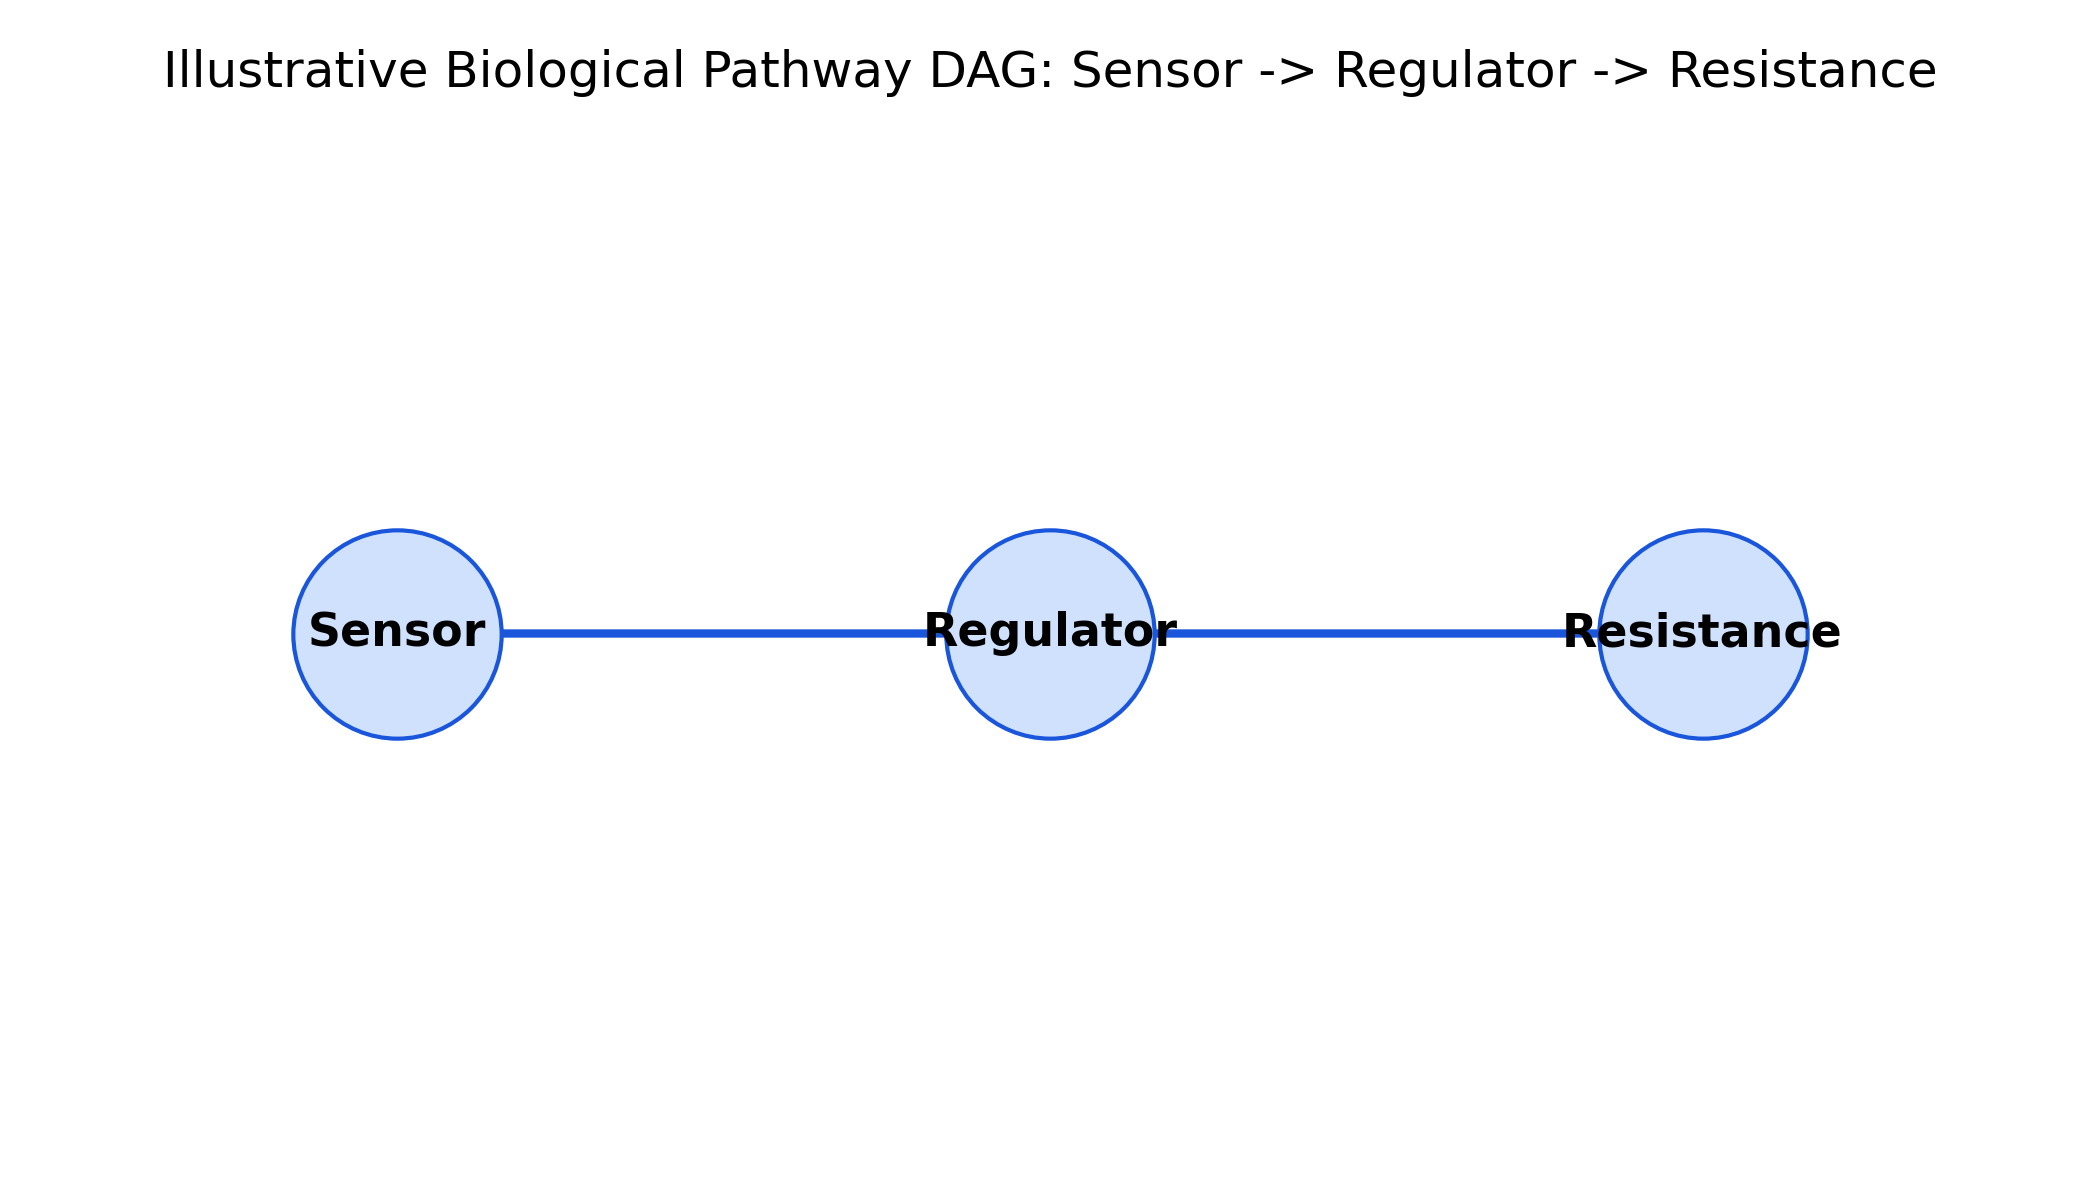 Illustrative Biological Pathway DAG: Sensor -> Regulator -> Resistance
Sensor
Regulator
Resistance